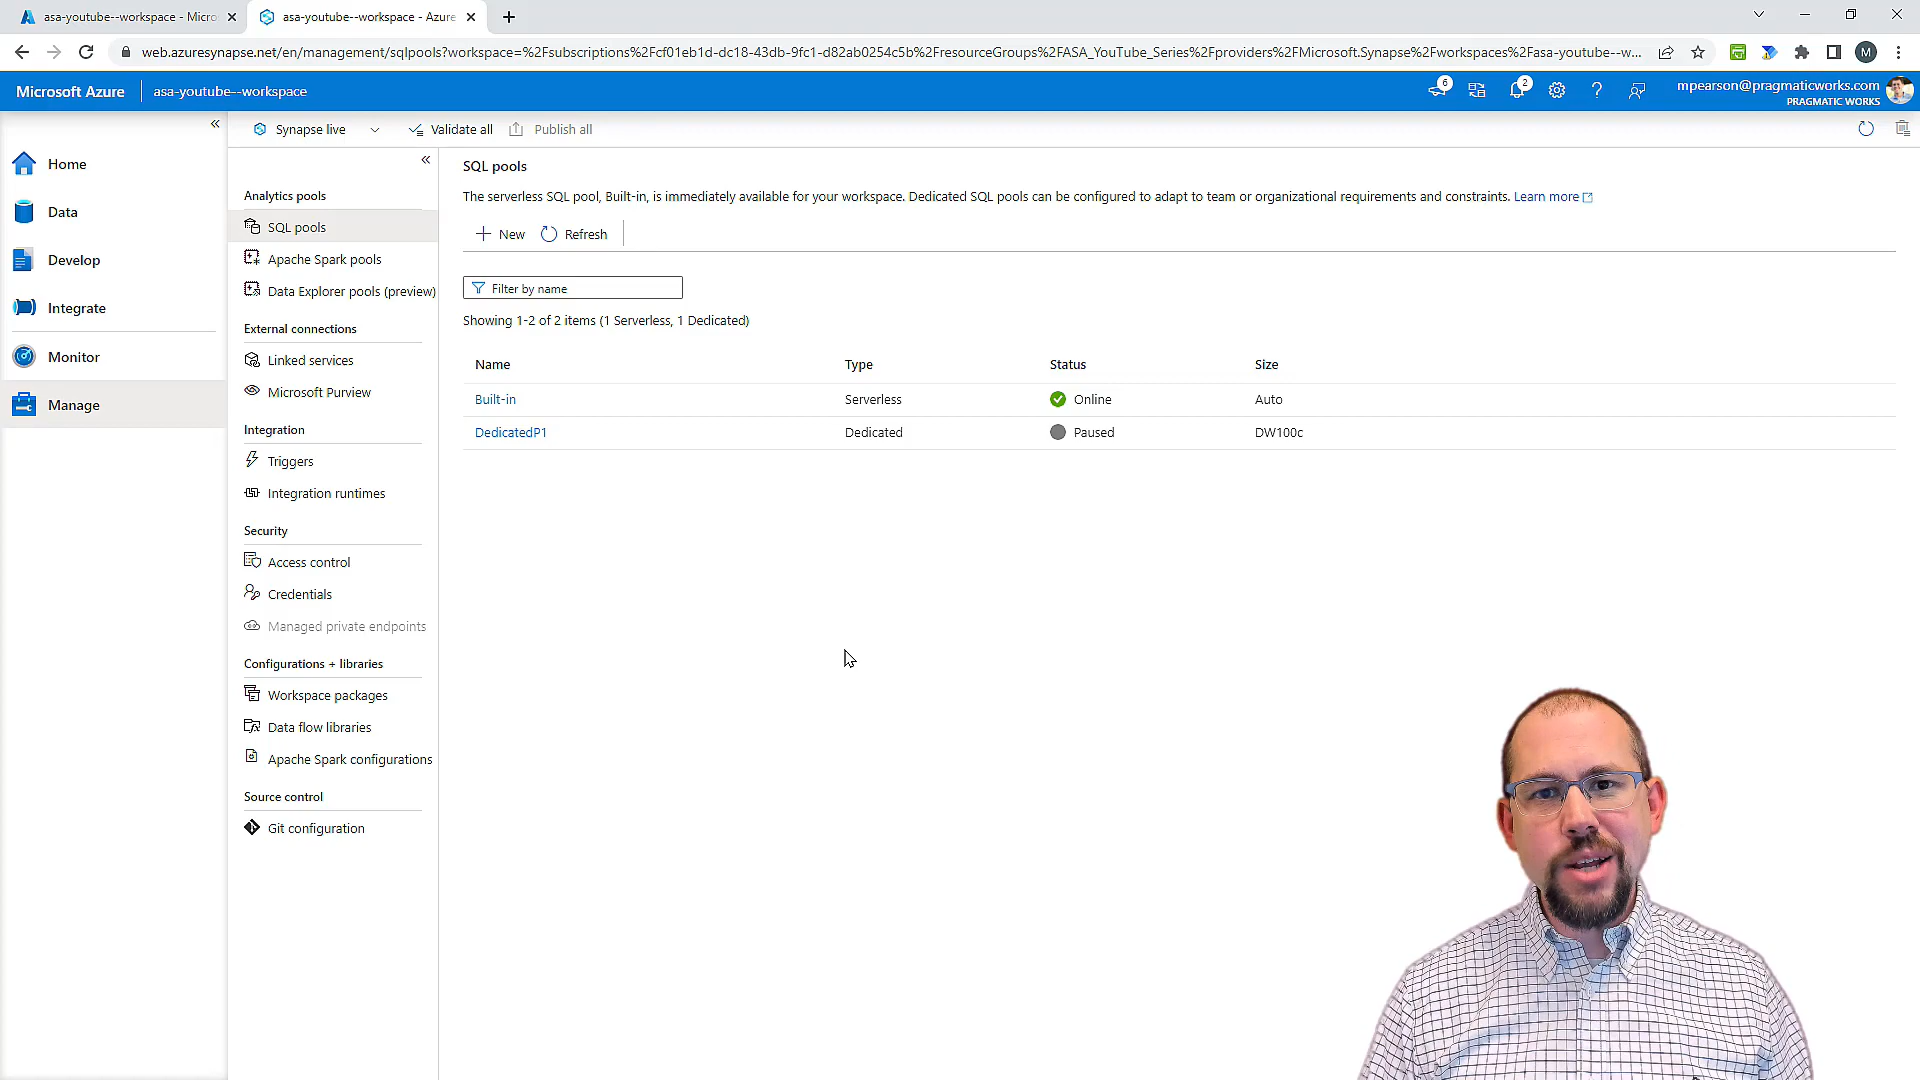 asa-youtube--workspace - Micro
asa-youtube--workspace - Azure
web.azuresynapse.net/en/management/sqlpools?workspace=%2Fsubscriptions%2Fcf01eb1d-dc18-43db-9fc1-d82ab0254c5b%2FresourceGroups%2FASA_YouTube_Series%2Fproviders%2FMicrosoft.Synapse%2Fworkspaces%2Fasa-youtube--w...
M
Microsoft Azure
asa-youtube--workspace
6
2
mpearson@pragmaticworks.com
PRAGMATIC WORKS
Synapse live
Validate all
Publish all
Home
Data
Develop
Integrate
Monitor
Manage
Analytics pools
SQL pools
Apache Spark pools
Data Explorer pools (preview)
External connections
Linked services
Microsoft Purview
Integration
Triggers
Integration runtimes
Security
Access control
Credentials
Managed private endpoints
Configurations + libraries
Workspace packages
Data flow libraries
Apache Spark configurations
Source control
Git configuration
SQL pools
The serverless SQL pool, Built-in, is immediately available for your workspace. Dedicated SQL pools can be configured to adapt to team or organizational requirements and constraints. Learn more
New
Refresh
Filter by name
Showing 1-2 of 2 items (1 Serverless, 1 Dedicated)
Name Type Status Size
Built-in Serverless Online Auto
DedicatedP1 Dedicated Paused DW100c